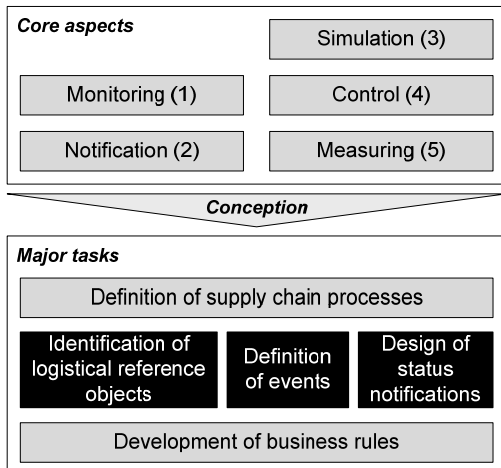 Core aspects
Simulation (3)
Monitoring (1)
Control (4)
Notification (2)
Measuring (5)
Conception
Major tasks
Definition of supply chain processes
Identification of
logistical reference
objects
Definition
of events
Design of
status
notifications
Development of business rules